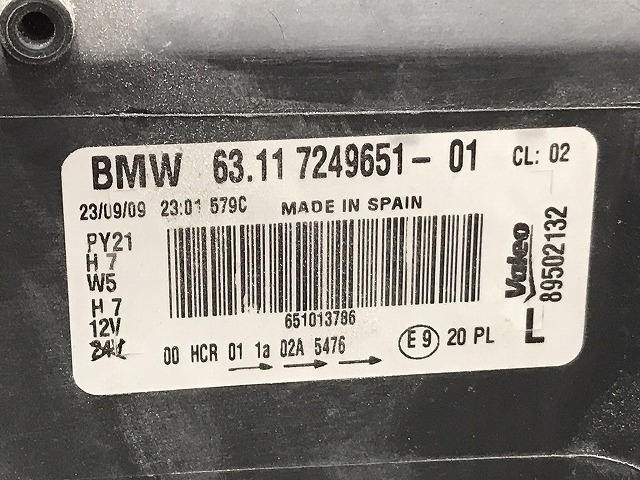 BMW 63.11 7249651-01 CL: 02
23/09/09 23:01 579C MADE IN SPAIN
PY21
H 7
W5
H 7
12V
24V
651013786
Valeo
89502132
00 HCR 01 1a 02A 5476
E 9 20 PL
L